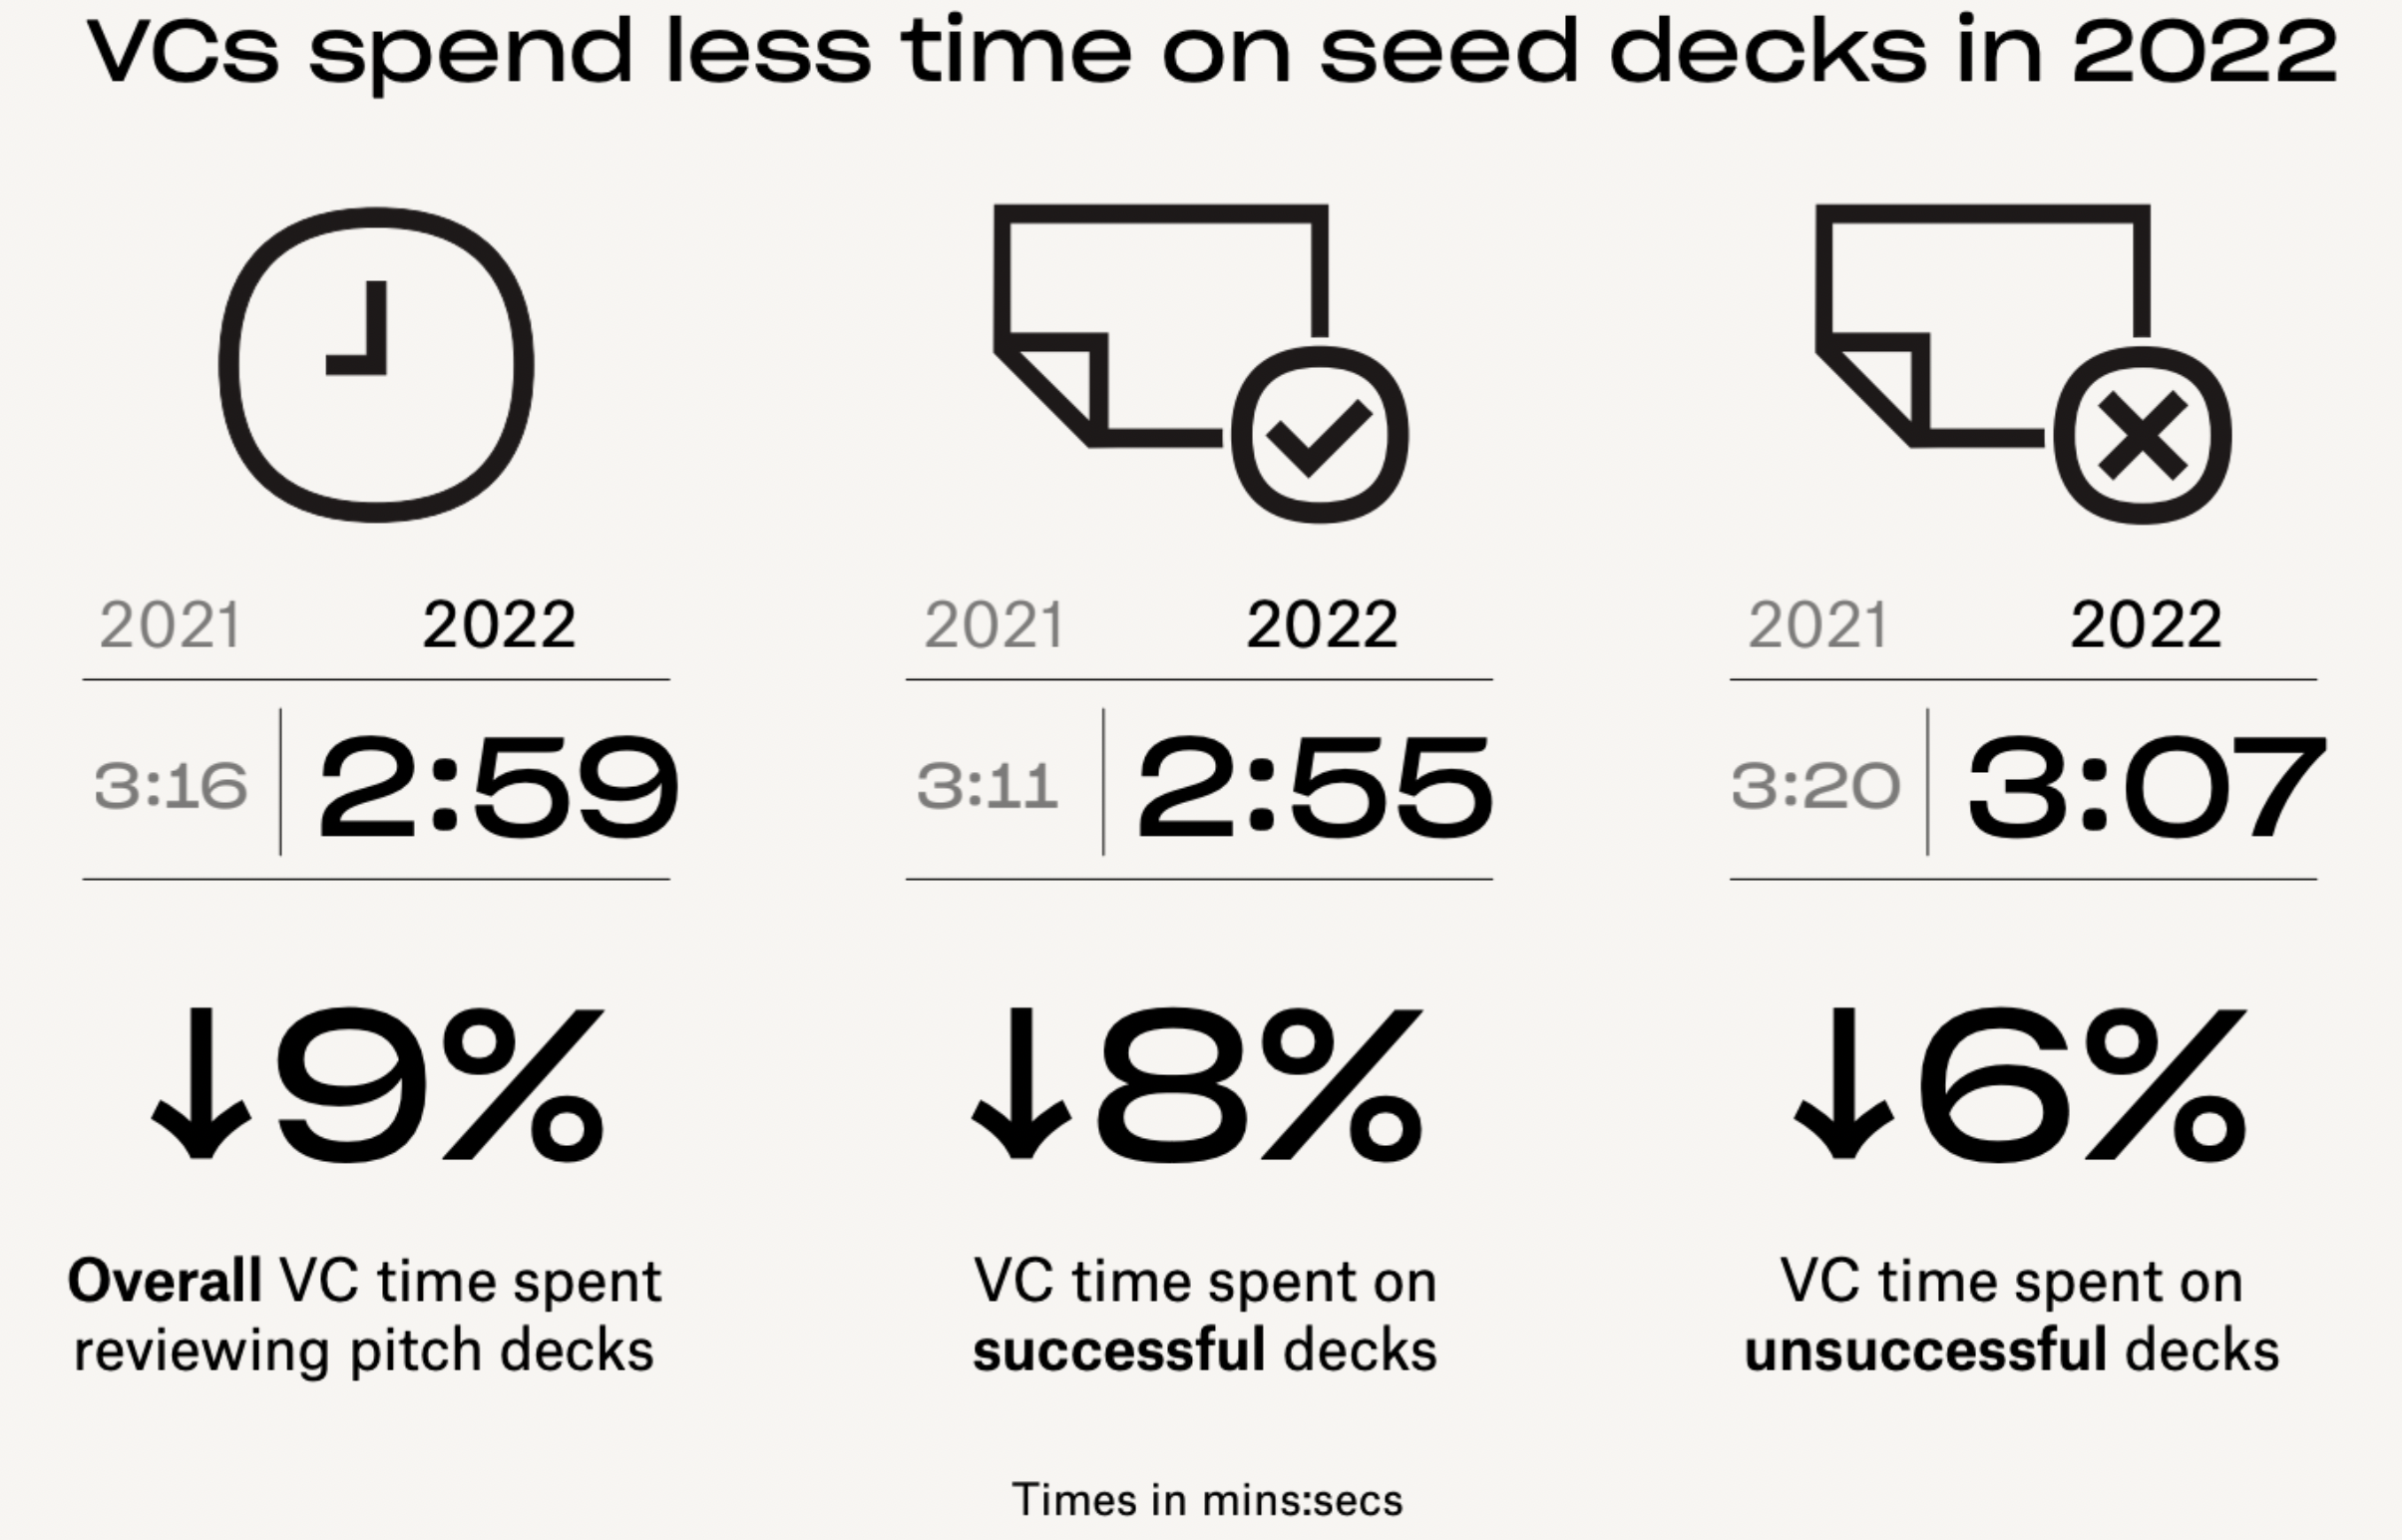 VCs spend less time on seed decks in 2022
2021 2022
3:16 2:59
↓9%
Overall VC time spent
reviewing pitch decks
2021 2022
3:11 2:55
↓8%
VC time spent on
successful decks
2021 2022
3:20 3:07
↓6%
VC time spent on
unsuccessful decks
Times in mins:secs